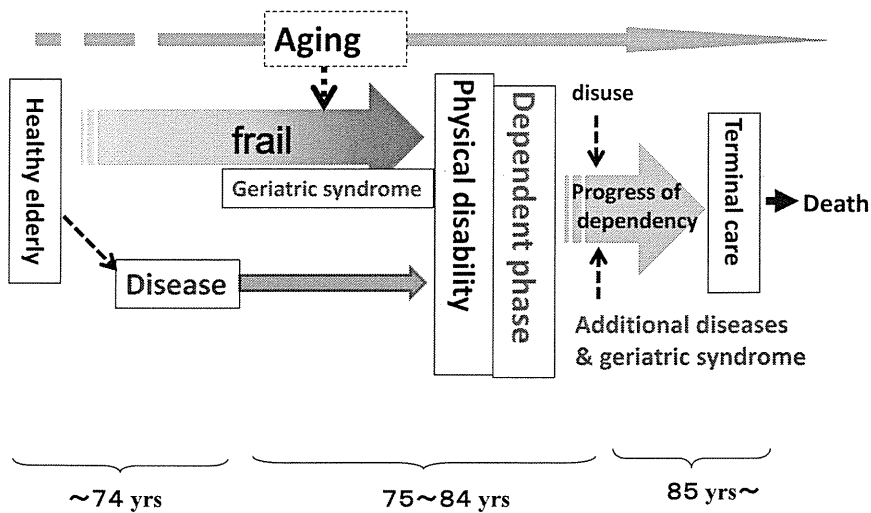 Aging
Healthy elderly
frail
Geriatric syndrome
Disease
Physical disability
Dependent phase
disuse
Progress of
dependency
Additional diseases
& geriatric syndrome
Terminal care
Death
～74 yrs
75～84 yrs
85 yrs～